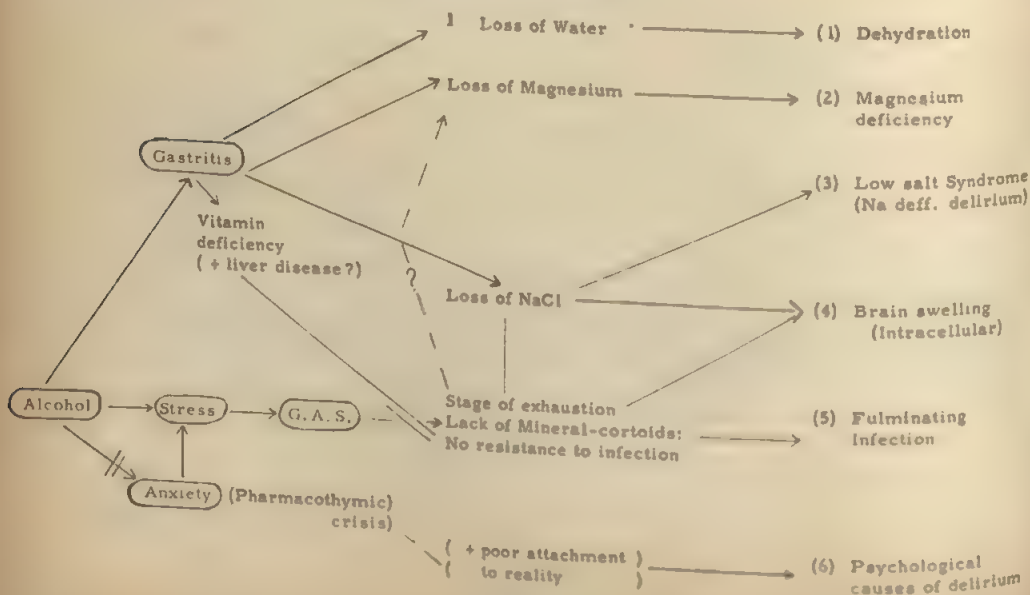 1 Loss of Water
(1) Dehydration
Loss of Magnesium
(2) Magnesium
deficiency
Gastritis
(3) Low salt Syndrome
(Na deff. delirium)
Vitamin
deficiency
( + liver disease?)
?
Loss of NaCl
(4) Brain swelling
(Intracellular)
Alcohol
Stress
G.A.S.
Stage of exhaustion
Lack of Mineral-cortoids:
No resistance to infection
(5) Fulminating
Infection
Anxiety
(Pharmacothymic)
crisis)
( + poor attachment )
( to reality )
(6) Psychological
causes of delirium